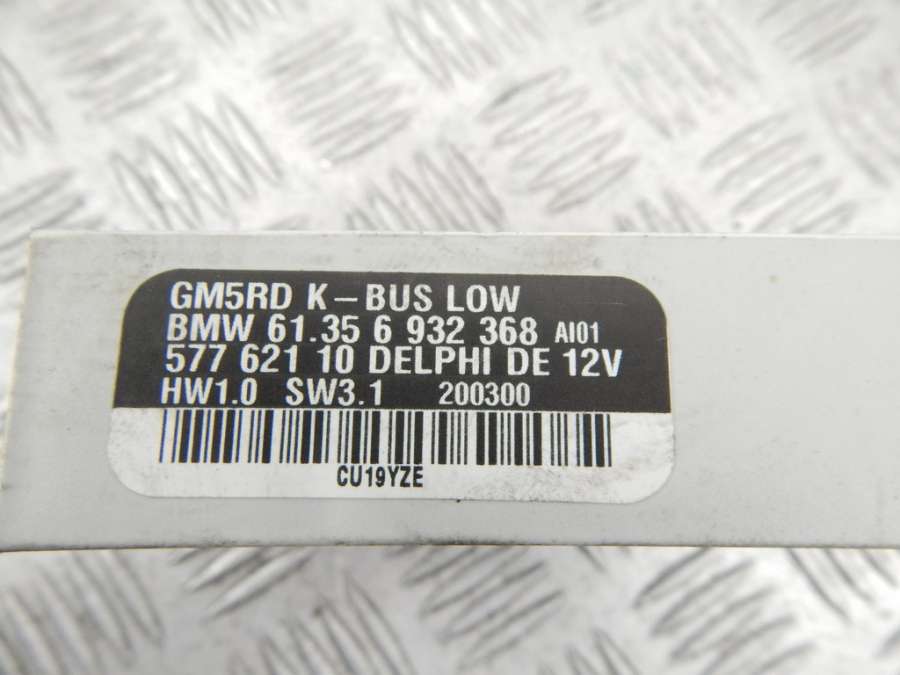 GM5RD K-BUS LOW
BMW 61.35 6 932 368 AI01
577 621 10 DELPHI DE 12V
HW1.0 SW3.1 200300
CU19YZE